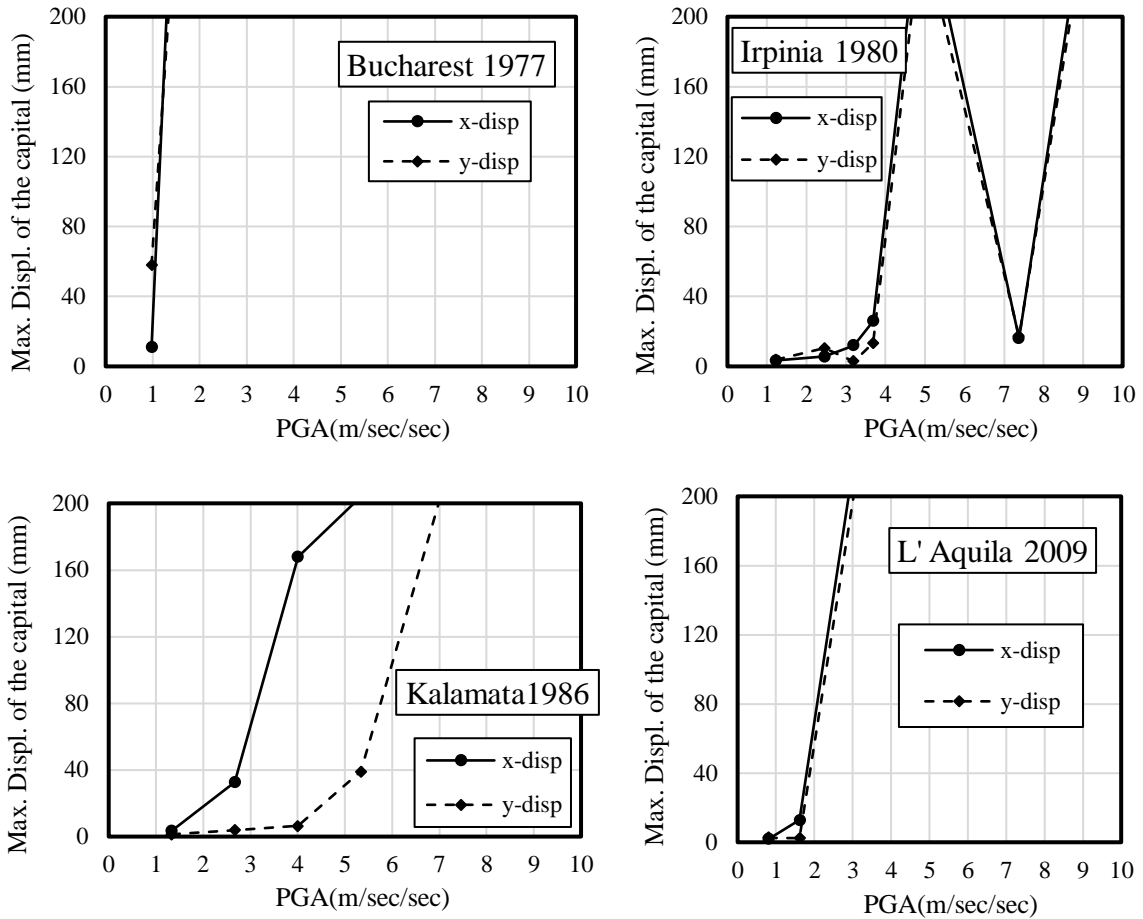 Max. Displ. of the capital (mm)
200
160
120
80
40
0
Bucharest 1977
x-disp
y-disp
0 1 2 3 4 5 6 7 8 9 10
PGA(m/sec/sec)
Max. Displ. of the capital (mm)
200
160
120
80
40
0
Irpinia 1980
x-disp
y-disp
0 1 2 3 4 5 6 7 8 9 10
PGA(m/sec/sec)
Max. Displ. of the capital (mm)
200
160
120
80
40
0
Kalamata1986
x-disp
y-disp
0 1 2 3 4 5 6 7 8 9 10
PGA(m/sec/sec)
Max. Displ. of the capital (mm)
200
160
120
80
40
0
L' Aquila 2009
x-disp
y-disp
0 1 2 3 4 5 6 7 8 9 10
PGA(m/sec/sec)